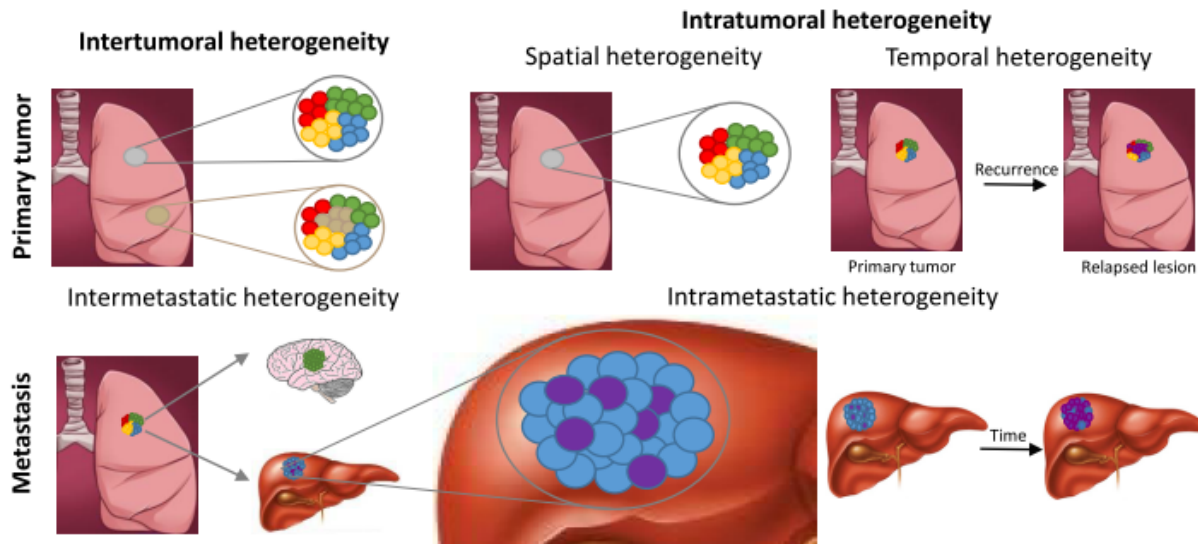 Intratumoral heterogeneity
Intertumoral heterogeneity
Spatial heterogeneity
Temporal heterogeneity
Primary tumor
Recurrence
Primary tumor
Relapsed lesion
Intermetastatic heterogeneity
Intrametastatic heterogeneity
Metastasis
Time